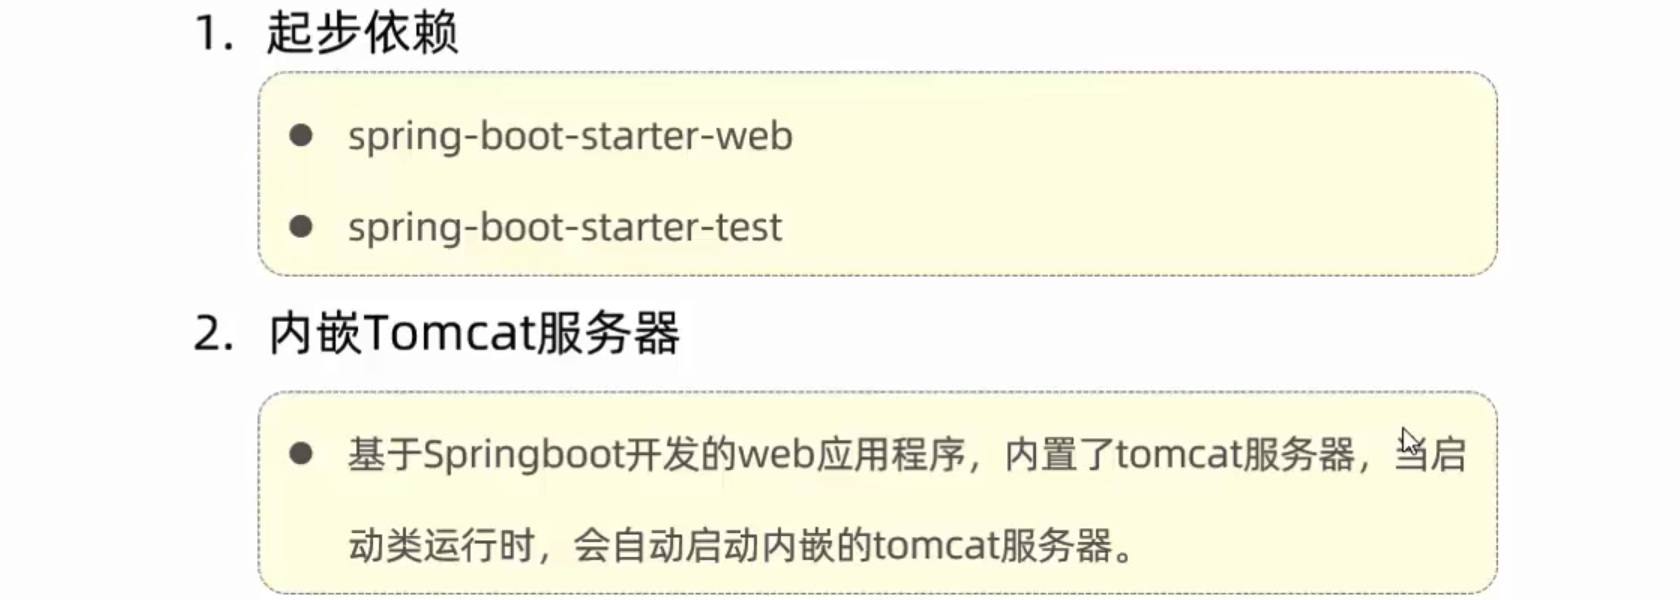 1. 起步依赖
● spring-boot-starter-web
● spring-boot-starter-test
2. 内嵌Tomcat服务器
● 基于Springboot开发的web应用程序，内置了tomcat服务器，当启
动类运行时，会自动启动内嵌的tomcat服务器。